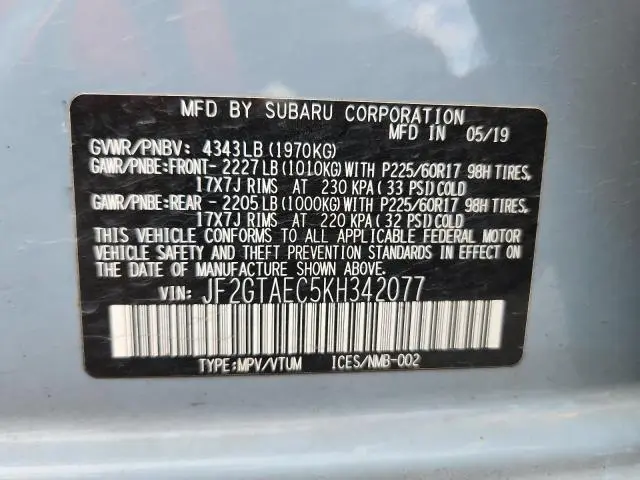 MFD BY SUBARU CORPORATION
MFD IN 05/19
GVWR/PNBV: 4343LB (1970KG)
GAWR/PNBE:FRONT- 2227 LB (1010KG) WITH P225/60R17 98H TIRES,
17X7J RIMS AT 230 KPA (33 PSI) COLD
GAWR/PNBE:REAR - 2205 LB (1000KG) WITH P225/60R17 98H TIRES,
17X7J RIMS AT 220 KPA (32 PSI) COLD
THIS VEHICLE CONFORMS TO ALL APPLICABLE FEDERAL MOTOR
VEHICLE SAFETY AND THEFT PREVENTION STANDARDS IN EFFECT ON
THE DATE OF MANUFACTURE SHOWN ABOVE.
VIN: JF2GTAEC5KH342077
TYPE:MPV/VTUM ICES/NMB-002